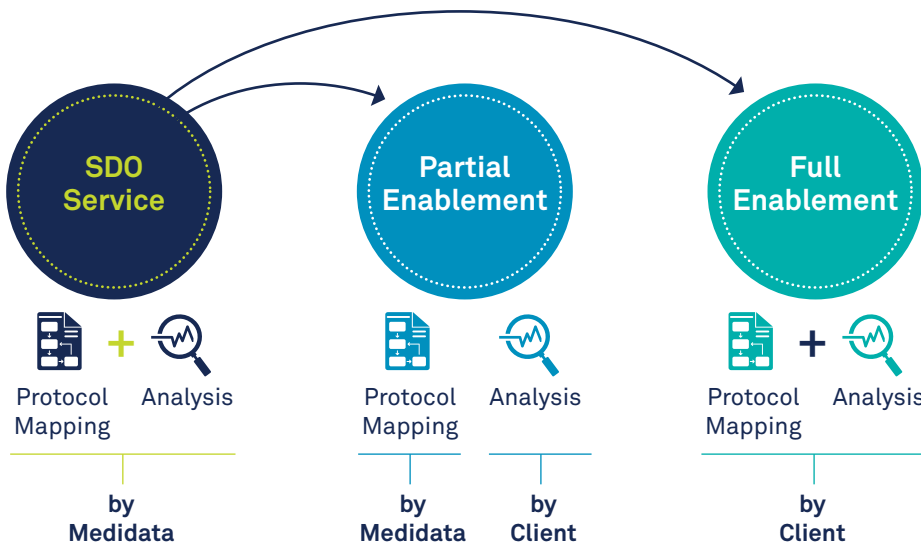 SDO
Service
Partial
Enablement
Full
Enablement
+
+
Protocol
Mapping
Analysis
Protocol
Mapping
Analysis
Protocol
Mapping
Analysis
by
Medidata
by
Medidata
by
Client
by
Client